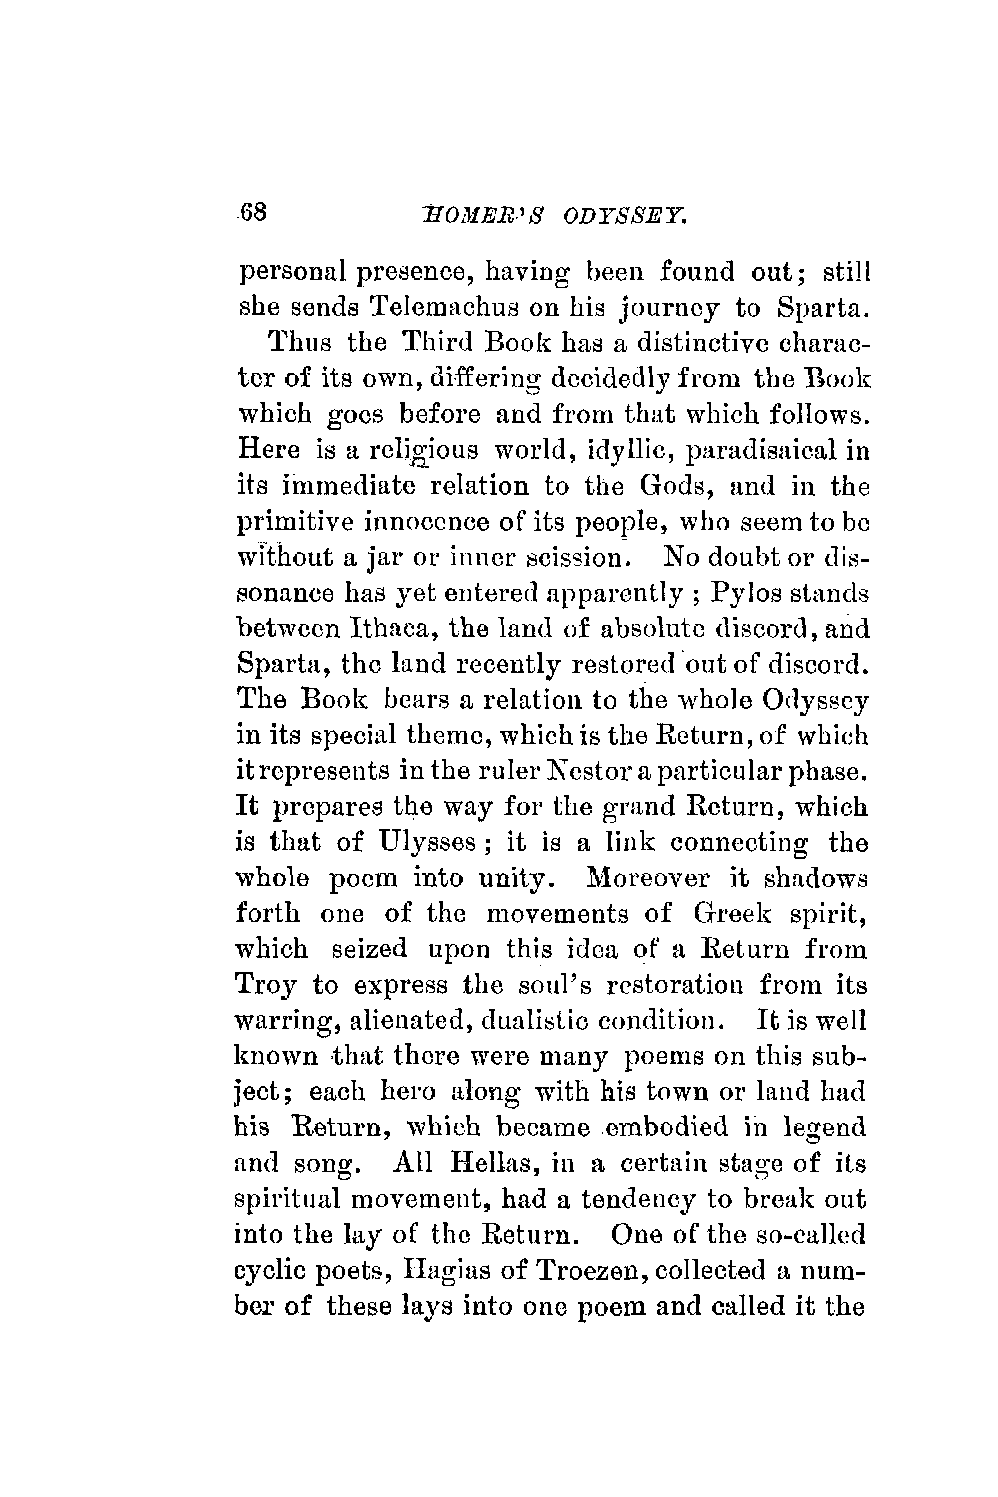 68 HOMER'S ODYSSEY.
personal presence, having been found out; still
she sends Telemachus on his journey to Sparta.
Thus the Third Book has a distinctive charac-
ter of its own, differing decidedly from the Book
which goes before and from that which follows.
Here is a religious world, idyllic, paradisaical in
its immediate relation to the Gods, and in the
primitive innocence of its people, who seem to be
without a jar or inner scission. No doubt or dis-
sonance has yet entered apparently ; Pylos stands
between Ithaca, the land of absolute discord, and
Sparta, the land recently restored out of discord.
The Book bears a relation to the whole Odyssey
in its special theme, which is the Return, of which
it represents in the ruler Nestor a particular phase.
It prepares the way for the grand Return, which
is that of Ulysses ; it is a link connecting the
whole poem into unity. Moreover it shadows
forth one of the movements of Greek spirit,
which seized upon this idea of a Return from
Troy to express the soul's restoration from its
warring, alienated, dualistic condition. It is well
known that there were many poems on this sub-
ject; each hero along with his town or land had
his Return, which became embodied in legend
and song. All Hellas, in a certain stage of its
spiritual movement, had a tendency to break out
into the lay of the Return. One of the so-called
cyclic poets, Hagias of Troezen, collected a num-
ber of these lays into one poem and called it the